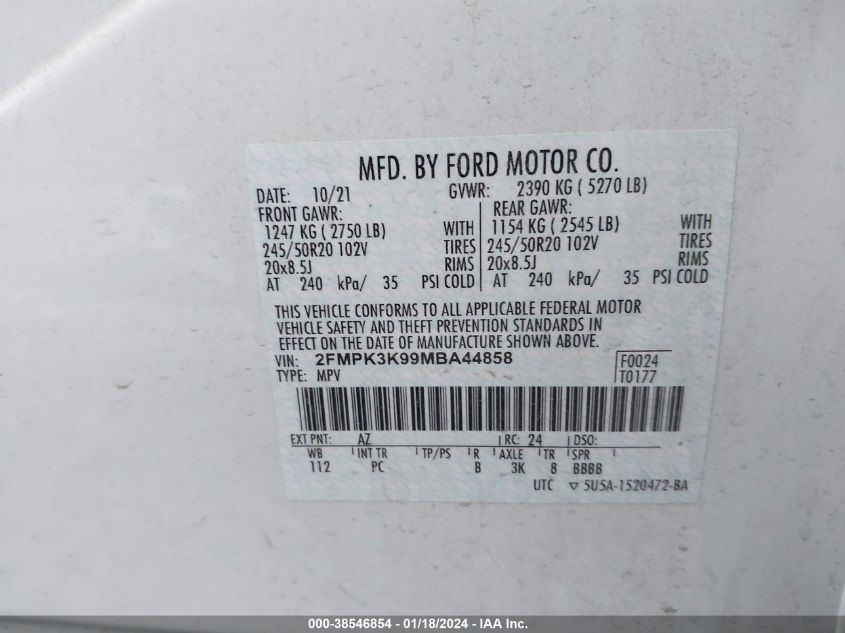 MFD. BY FORD MOTOR CO.
DATE: 10/21 GVWR: 2390 KG ( 5270 LB)
FRONT GAWR: REAR GAWR:
1247 KG ( 2750 LB) WITH 1154 KG ( 2545 LB) WITH
245/50R20 102V TIRES 245/50R20 102V TIRES
20x8.5J RIMS 20x8.5J RIMS
AT 240 kPa/ 35 PSI COLD AT 240 kPa/ 35 PSI COLD
THIS VEHICLE CONFORMS TO ALL APPLICABLE FEDERAL MOTOR
VEHICLE SAFETY AND THEFT PREVENTION STANDARDS IN
EFFECT ON THE DATE OF MANUFACTURE SHOWN ABOVE.
VIN: 2FMPK3K99MBA44858 F0024
TYPE: MPV T0177
EXT PNT: AZ RC: 24 DSO:
WB INT TR TP/PS R AXLE TR SPR
112 PC B 3K 8 BBBB
UTC ▽ 5U5A-1520472-BA
000-38546854 - 01/18/2024 - IAA Inc.